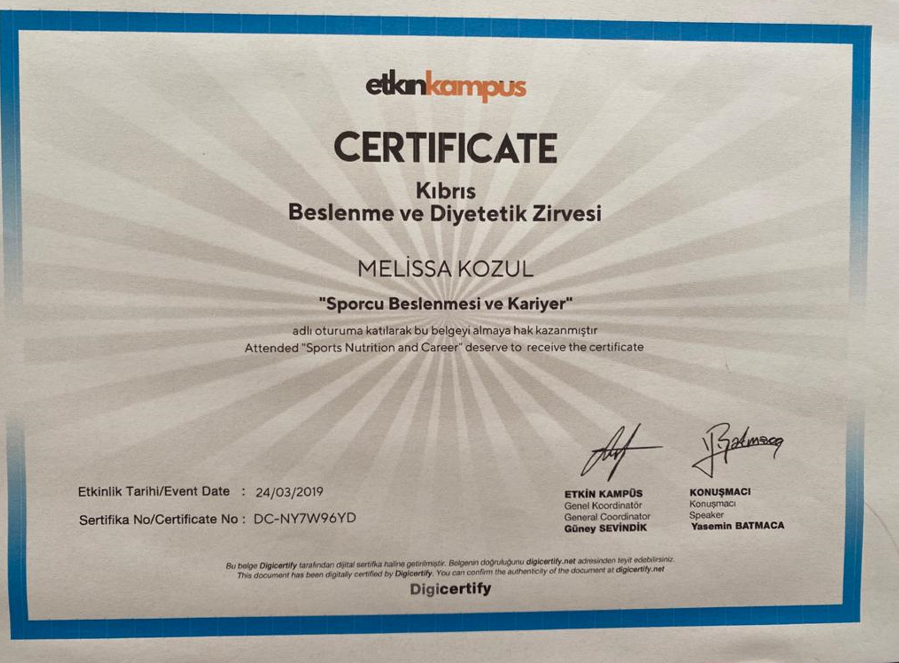 etkinkampus
CERTIFICATE
Kıbrıs
Beslenme ve Diyetetik Zirvesi
MELİSSA KOZUL
"Sporcu Beslenmesi ve Kariyer"
adlı oturuma katılarak bu belgeyi almaya hak kazanmıştır
Attended "Sports Nutrition and Career" deserve to receive the certificate
Etkinlik Tarihi/Event Date : 24/03/2019
Sertifika No/Certificate No : DC-NY7W96YD
ETKİN KAMPÜS
Genel Koordinatör
General Coordinator
Güney SEVİNDİK
Batmaca
KONUŞMACI
Konuşmacı
Speaker
Yasemin BATMACA
Bu belge Digicertify tarafından dijital sertifika haline getirilmiştir. Belgenin doğruluğunu digicertify.net adresinden teyit edebilirsiniz.
This document has been digitally certified by Digicertify. You can confirm the authenticity of the document at digicertify.net
Digicertify